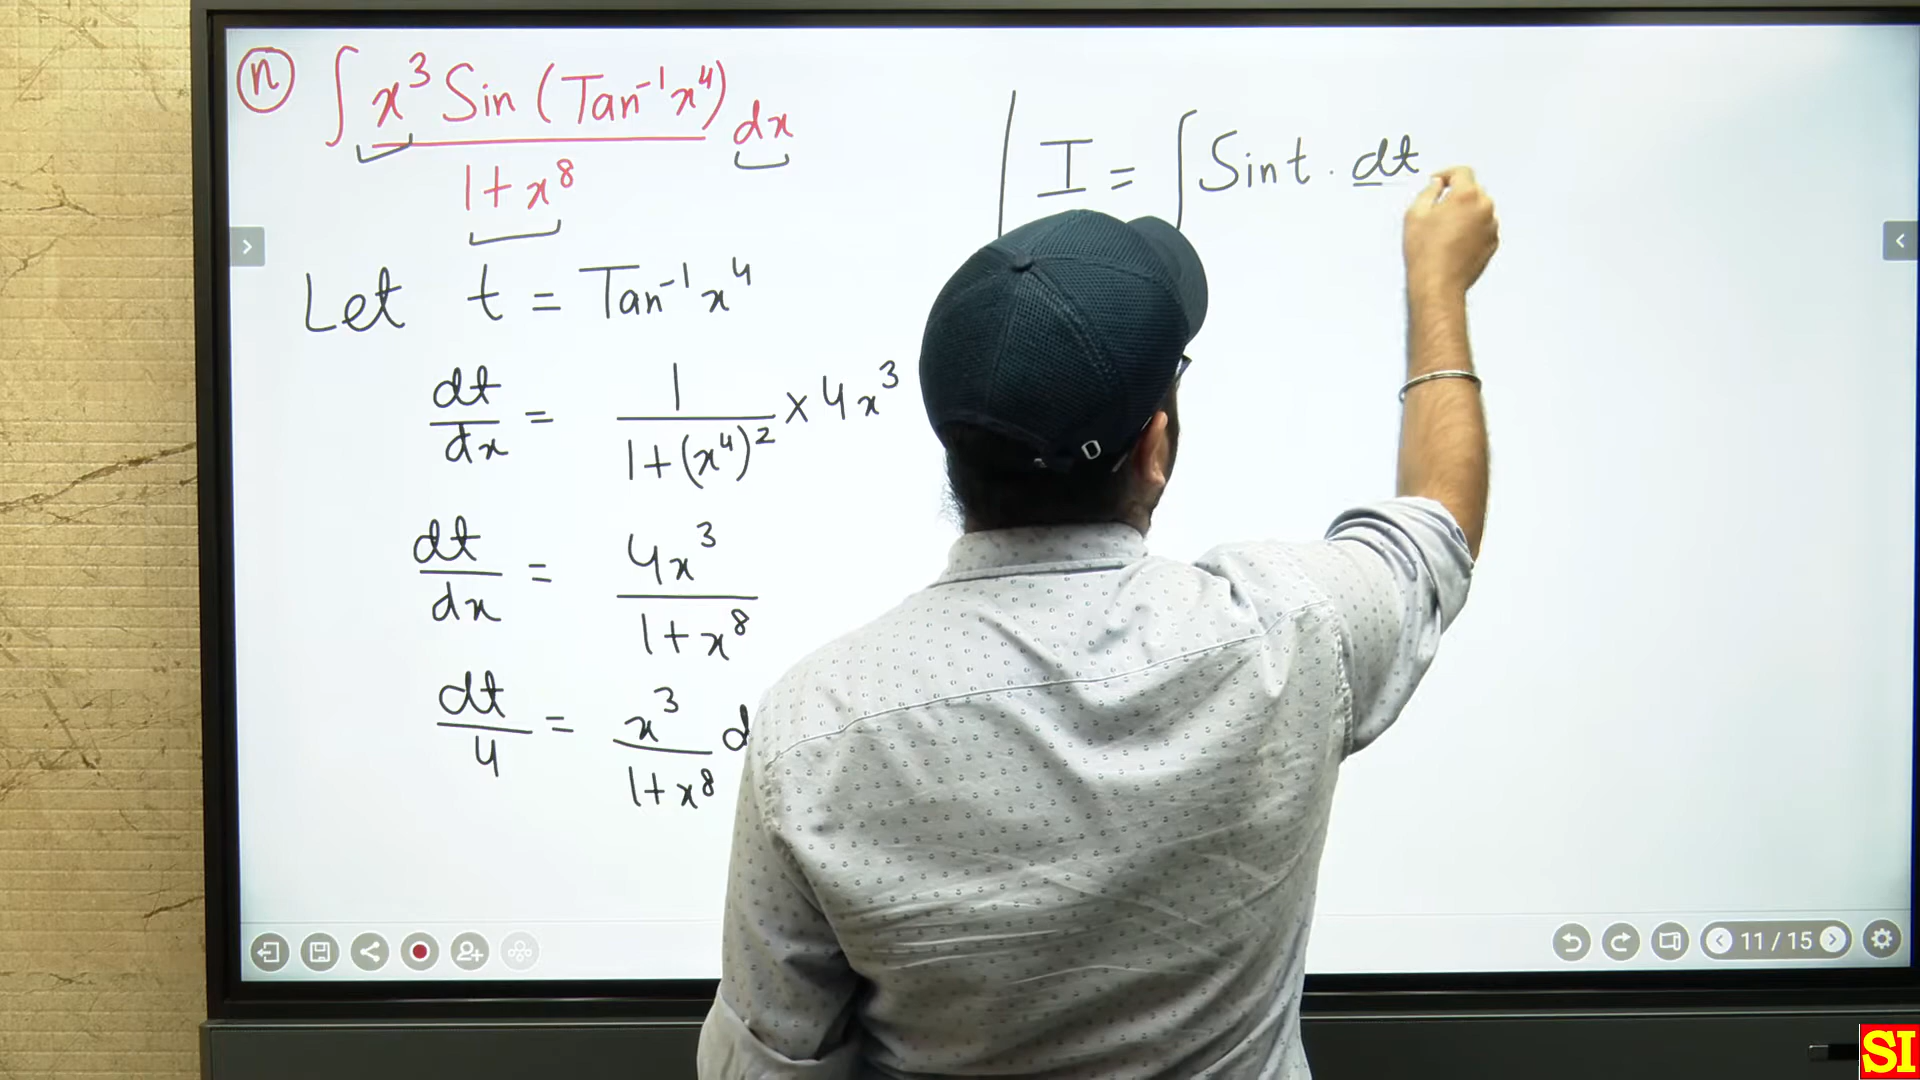 (n) ∫ x³ Sin (Tan⁻¹x⁴) / 1+x⁸ dx
Let t = Tan⁻¹x⁴
dt/dx = 1 / 1+(x⁴)² × 4x³
dt/dx = 4x³ / 1+x⁸
dt/4 = x³ / 1+x⁸ d
I = ∫ Sin t . dt
11 / 15
SI